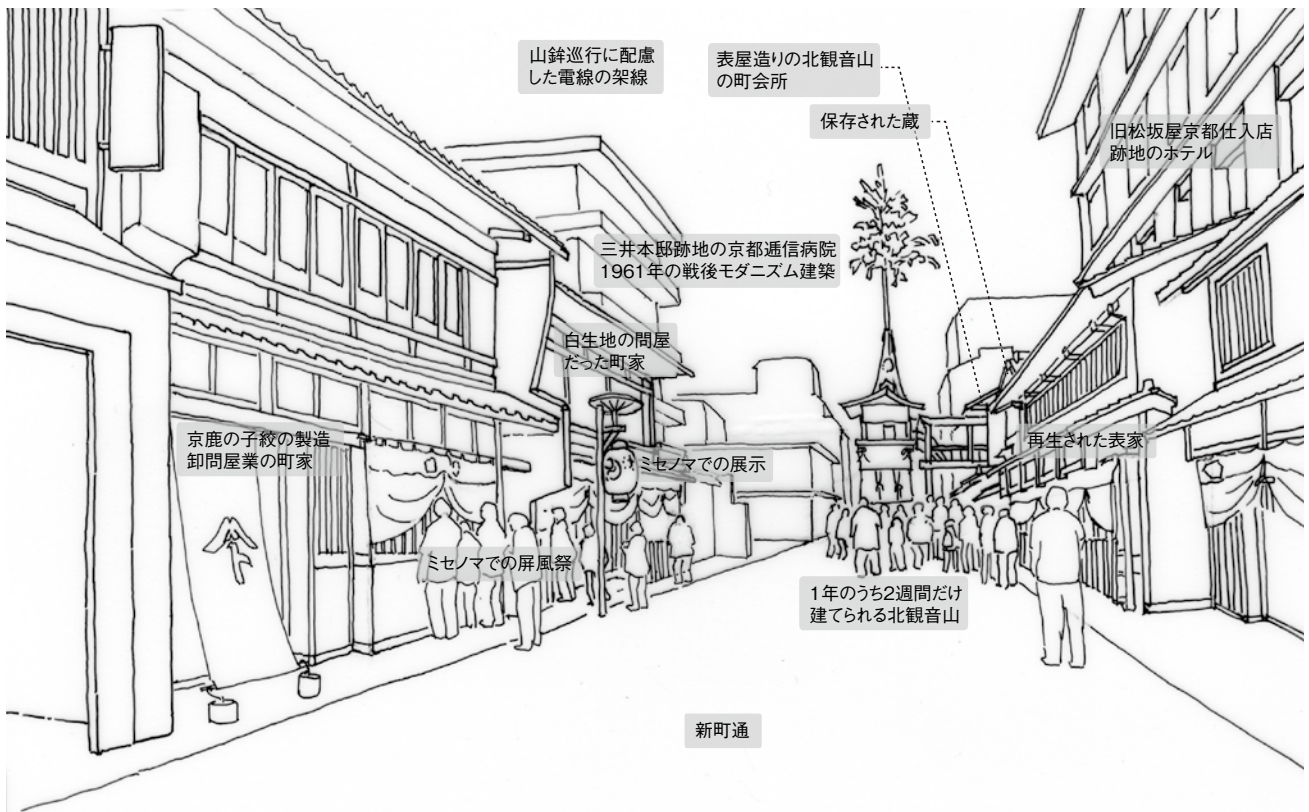 山鉾巡行に配慮
した電線の架線
表屋造りの北観音山
の町会所
保存された蔵
旧松坂屋京都仕入店
跡地のホテル
三井本邸跡地の京都逓信病院
1961年の戦後モダニズム建築
白生地の問屋
だった町家
京鹿の子絞の製造
卸問屋業の町家
ミセノマでの展示
再生された表家
ミセノマでの屏風祭
1年のうち2週間だけ
建てられる北観音山
新町通